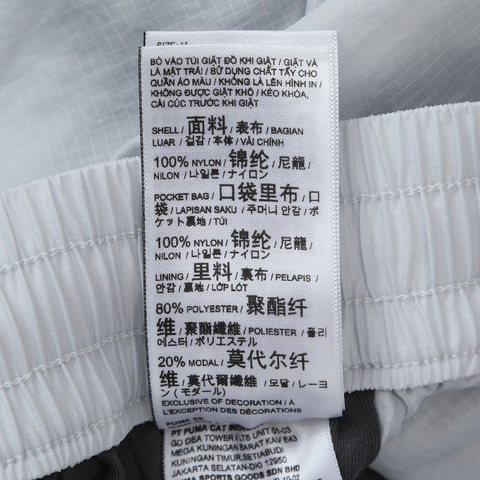 BỎ VÀO TÚI GIẶT ĐỒ KHI GIẶT / GIẶT VÀ
LÀ MẶT TRÁI / SỬ DỤNG CHẤT TẨY CHO
QUẦN ÁO MÀU / KHÔNG LÀ LÊN HÌNH IN /
KHÔNG ĐƯỢC GIẶT KHÔ / KÉO KHÓA,
CÀI CÚC TRƯỚC KHI GIẶT
SHELL / 面料 / 表布 / BAGIAN
LUAR / 겉감 / 本体 / VẢI CHÍNH
100% NYLON / 锦纶 / 尼龍 /
NILON / 나일론 / ナイロン
POCKET BAG / 口袋里布 / 口
袋 / LAPISAN SAKU / 주머니 안감 / ポ
ケット裏地 / TÚI
100% NYLON / 锦纶 / 尼龍 /
NILON / 나일론 / ナイロン
LINING / 里料 / 裏布 / PELAPIS /
안감 / 裏地 / LỚP LÓT
80% POLYESTER / 聚酯纤
维 / 聚酯纖維 / POLIESTER / 폴리
에스터 / ポリエステル
20% MODAL / 莫代尔纤
维 / 莫代爾纖維 / 모달 / レーヨ
ン ( モダール )
EXCLUSIVE OF DECORATION / À
L'EXCEPTION DES DÉCORATIONS
PT PUMA CAT
GD DEA TOWER I LT5 UNIT 01-03
MEGA KUNINGAN BARAT KAV E4.3
KUNINGAN TIMUR, SETIABUDI
JAKARTA SELATAN-DKI 12950
PUMA SPORTS GOODS SDN BHD